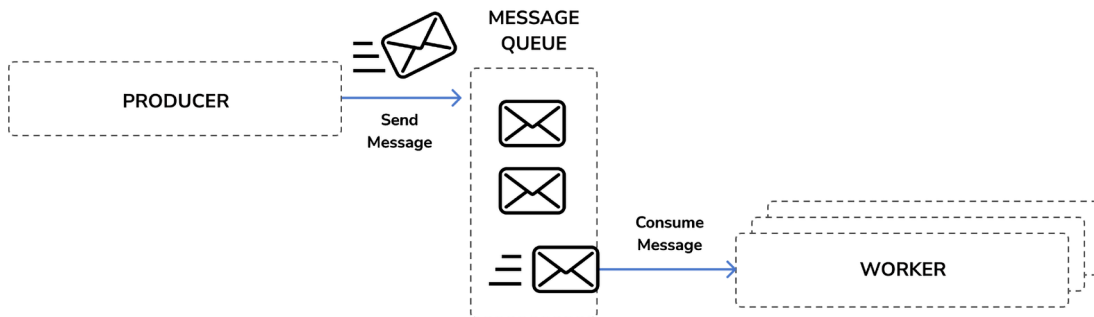 MESSAGE
QUEUE
PRODUCER
Send
Message
Consume
Message
WORKER